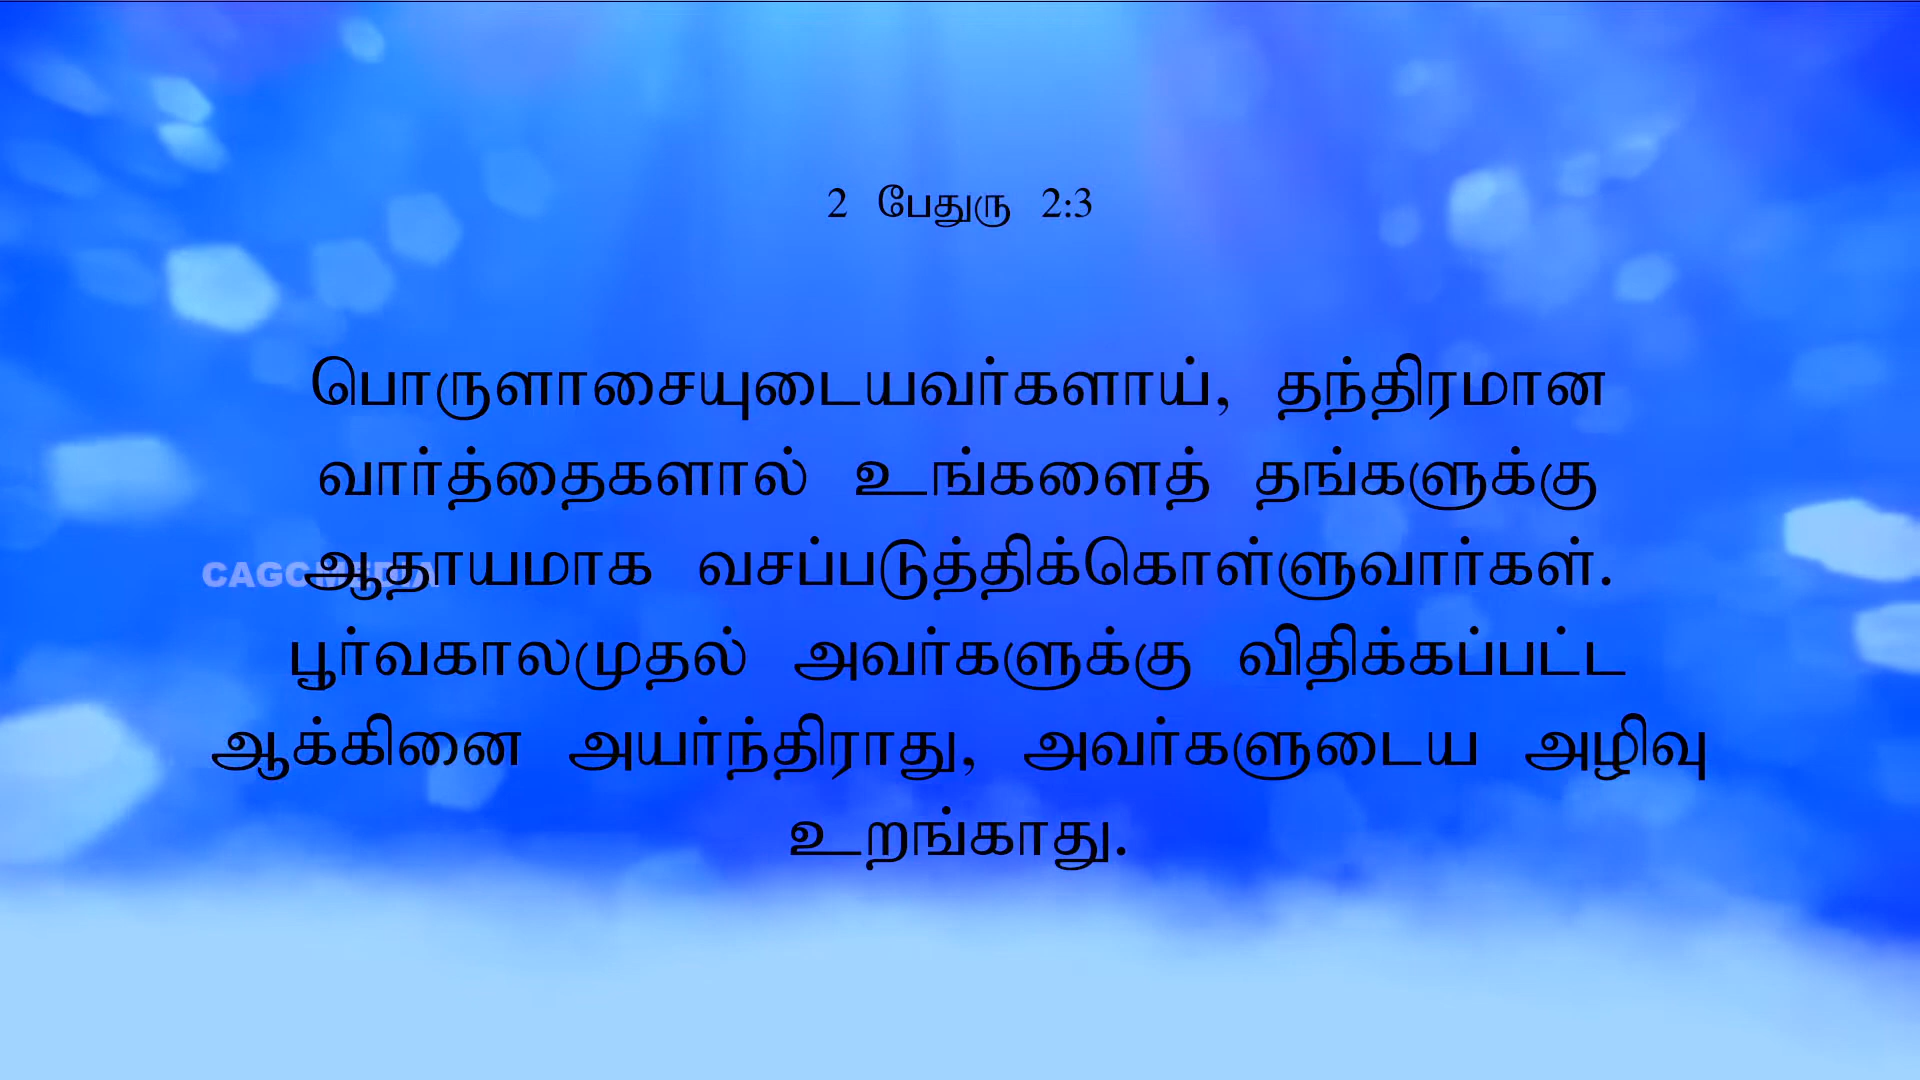 2 பேதுரு 2:3
பொருளாசையுடையவர்களாய், தந்திரமான
வார்த்தைகளால் உங்களைத் தங்களுக்கு
CAGCMEDIA
ஆதாயமாக வசப்படுத்திக்கொள்ளுவார்கள்.
பூர்வகாலமுதல் அவர்களுக்கு விதிக்கப்பட்ட
ஆக்கினை அயர்ந்திராது, அவர்களுடைய அழிவு
உறங்காது.